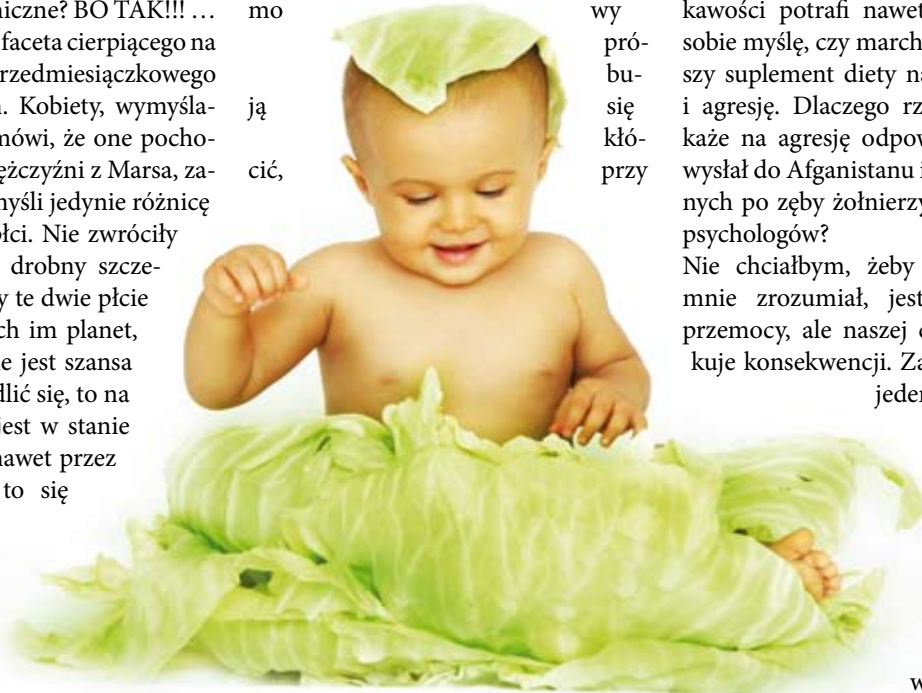 niczne? BO TAK!!! …
faceta cierpiącego na
rzedmiesiączkowego
. Kobiety, wymyśla-
mówi, że one pocho-
ężczyźni z Marsa, za-
myśli jedynie różnicę
płci. Nie zwróciły
drobny szcze-
y te dwie płcie
ch im planet,
e jest szansa
dlić się, to na
jest w stanie
nawet przez
to się
mo
ją
cić,
wy
pró-
bu-
się
kłó-
przy
kawości potrafi nawet
sobie myślę, czy march
szy suplement diety na
i agresję. Dlaczego rz
każe na agresję odpow
wysłał do Afganistanu i
nych po zęby żołnierzy
psychologów?
Nie chciałbym, żeby
mnie zrozumiał, jest
przemocy, ale naszej
kuje konsekwencji. Za
jeden
w